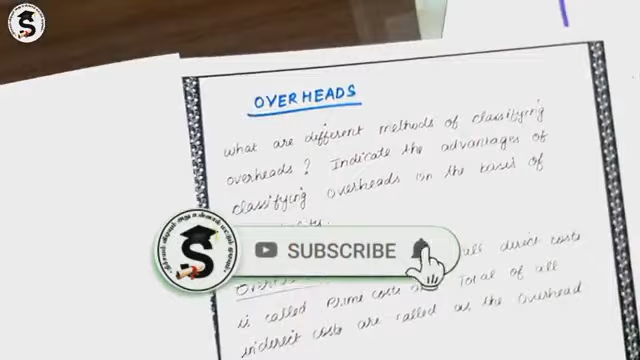 OVERHEADS
what are different methods of classifying
overheads? Indicate the advantages of
classifying overheads on the basis of
SUBSCRIBE
all direct costs
is called Prime costs Total of all
indirect costs are called as the overhead
S
S